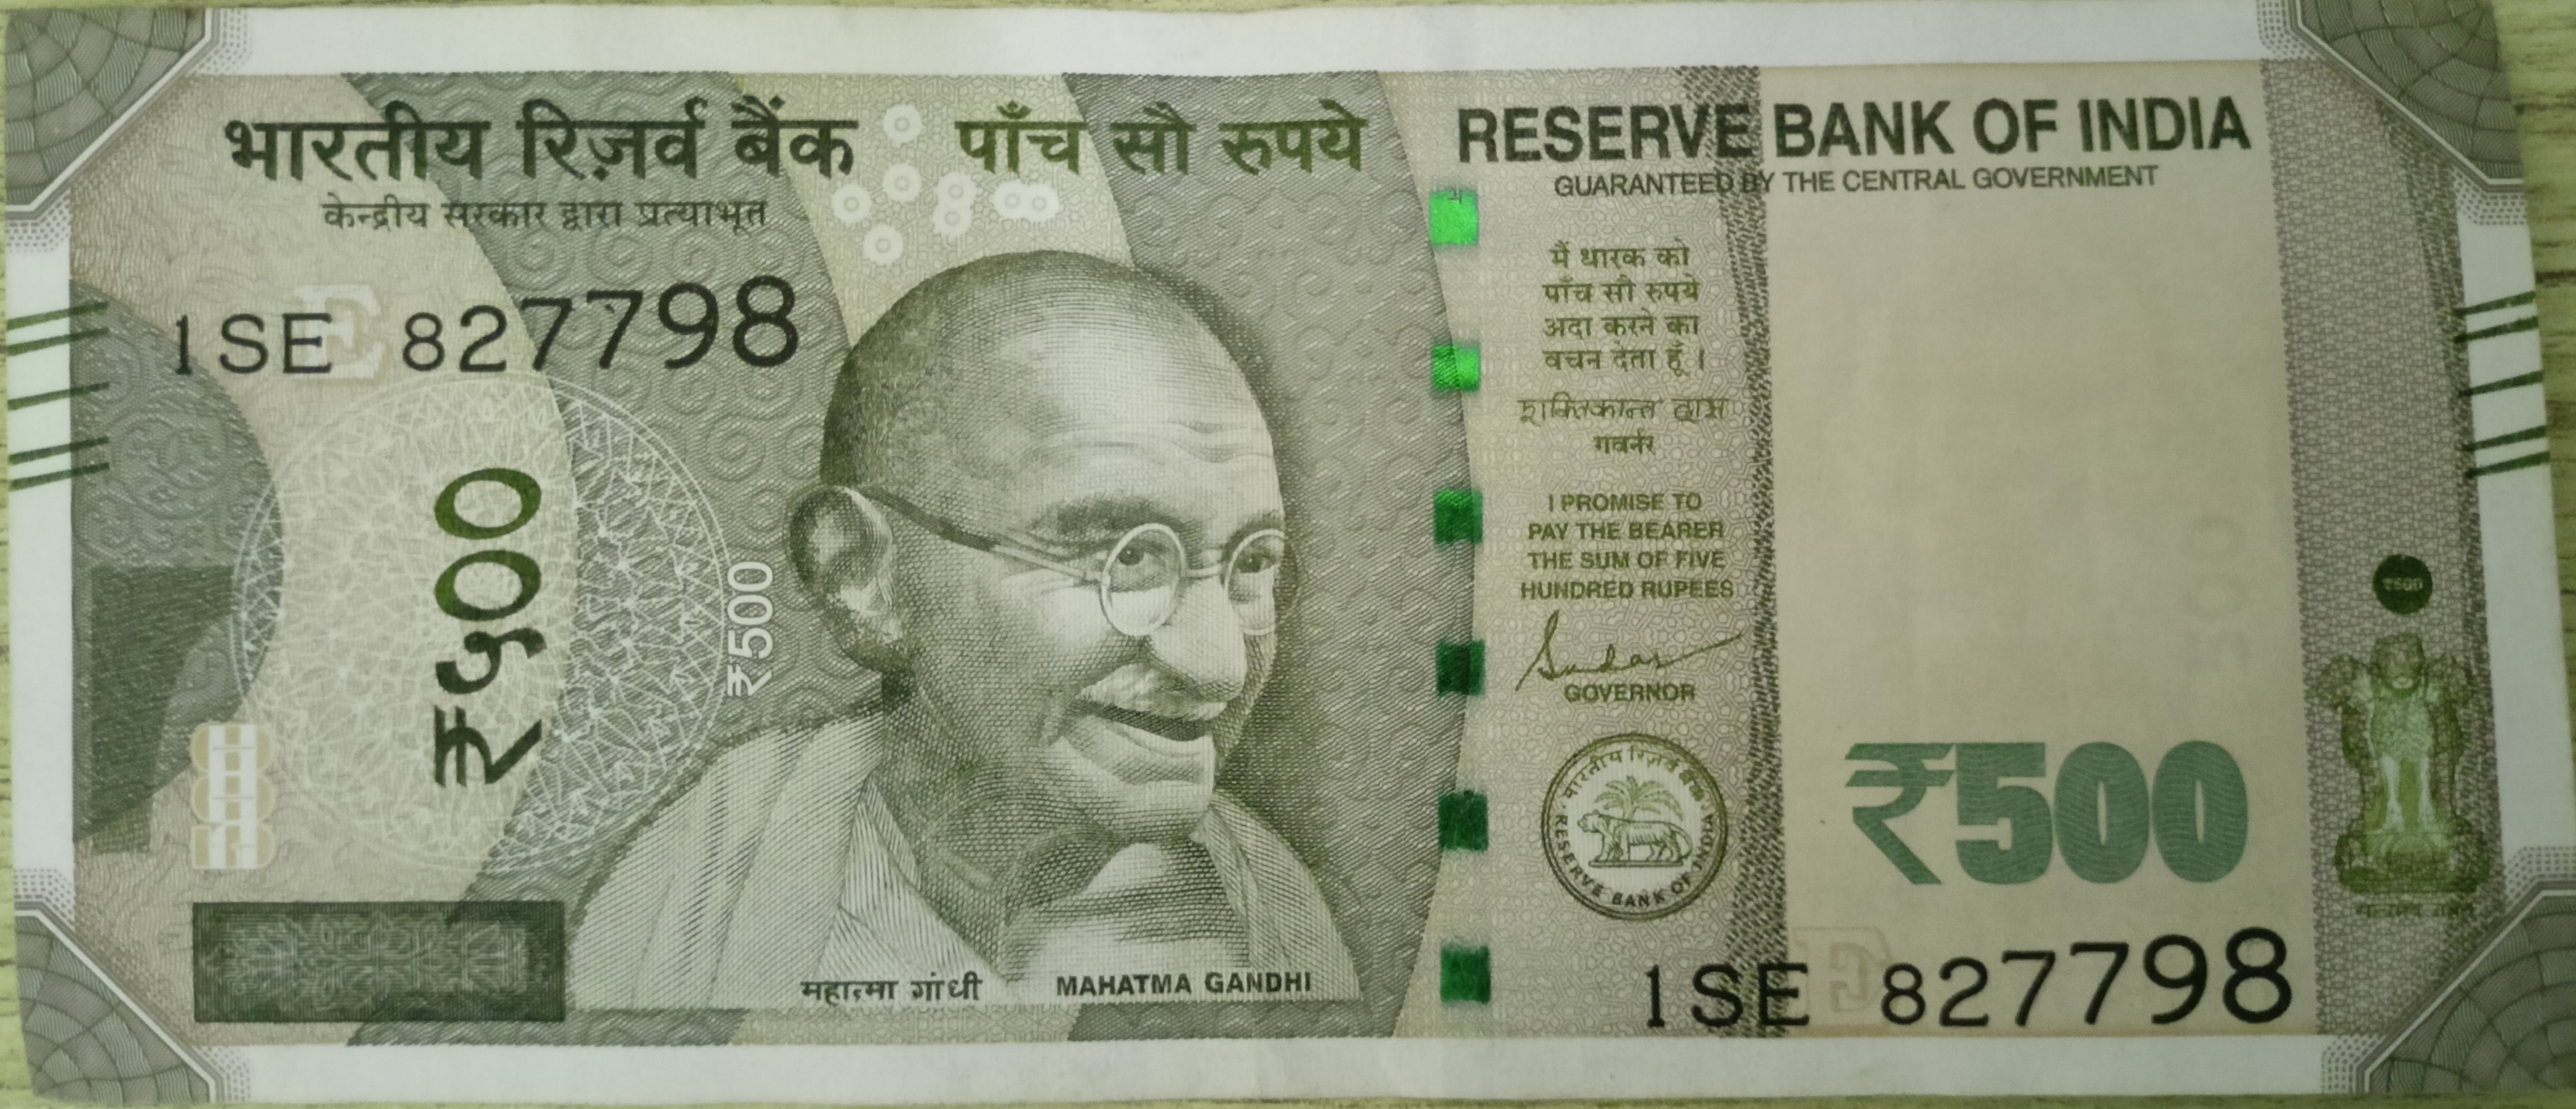 भारतीय रिज़र्व बैंक
केन्द्रीय सरकार द्वारा प्रत्याभूत
पाँच सौ रुपये
RESERVE BANK OF INDIA
GUARANTEED BY THE CENTRAL GOVERNMENT
1SE 827798
₹५००
₹500
मैं धारक को
पाँच सौ रुपये
अदा करने का
वचन देता हूँ ।
शक्तिकान्त दास
गवर्नर
I PROMISE TO
PAY THE BEARER
THE SUM OF FIVE
HUNDRED RUPEES
GOVERNOR
भारतीय रिज़र्व बैंक
RESERVE BANK OF INDIA
₹500
₹500
सत्यमेव जयते
महात्मा गांधी
MAHATMA GANDHI
1SE 827798